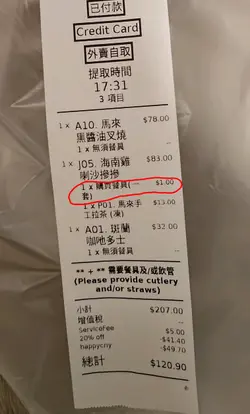 已付款
Credit Card
外賣自取
提取時間
17:31
3 項目
1 x A10. 馬來 $78.00
黑醬油叉燒
1 x 無須餐具 --
1 x J05. 海南雞 $83.00
喇沙撈撈
1 x 購買餐具(一 $1.00
套)
1 x P01. 馬來手 $13.00
工拉茶 (凍)
1 x A01. 斑蘭 $32.00
咖吔多士
1 x 無須餐具 --
** + ** 需要餐具及/或飲管
(Please provide cutlery
and/or straws)
小計 $207.00
增值稅 --
ServiceFee $5.00
20% off -$41.40
happycny -$49.70
總計 $120.90